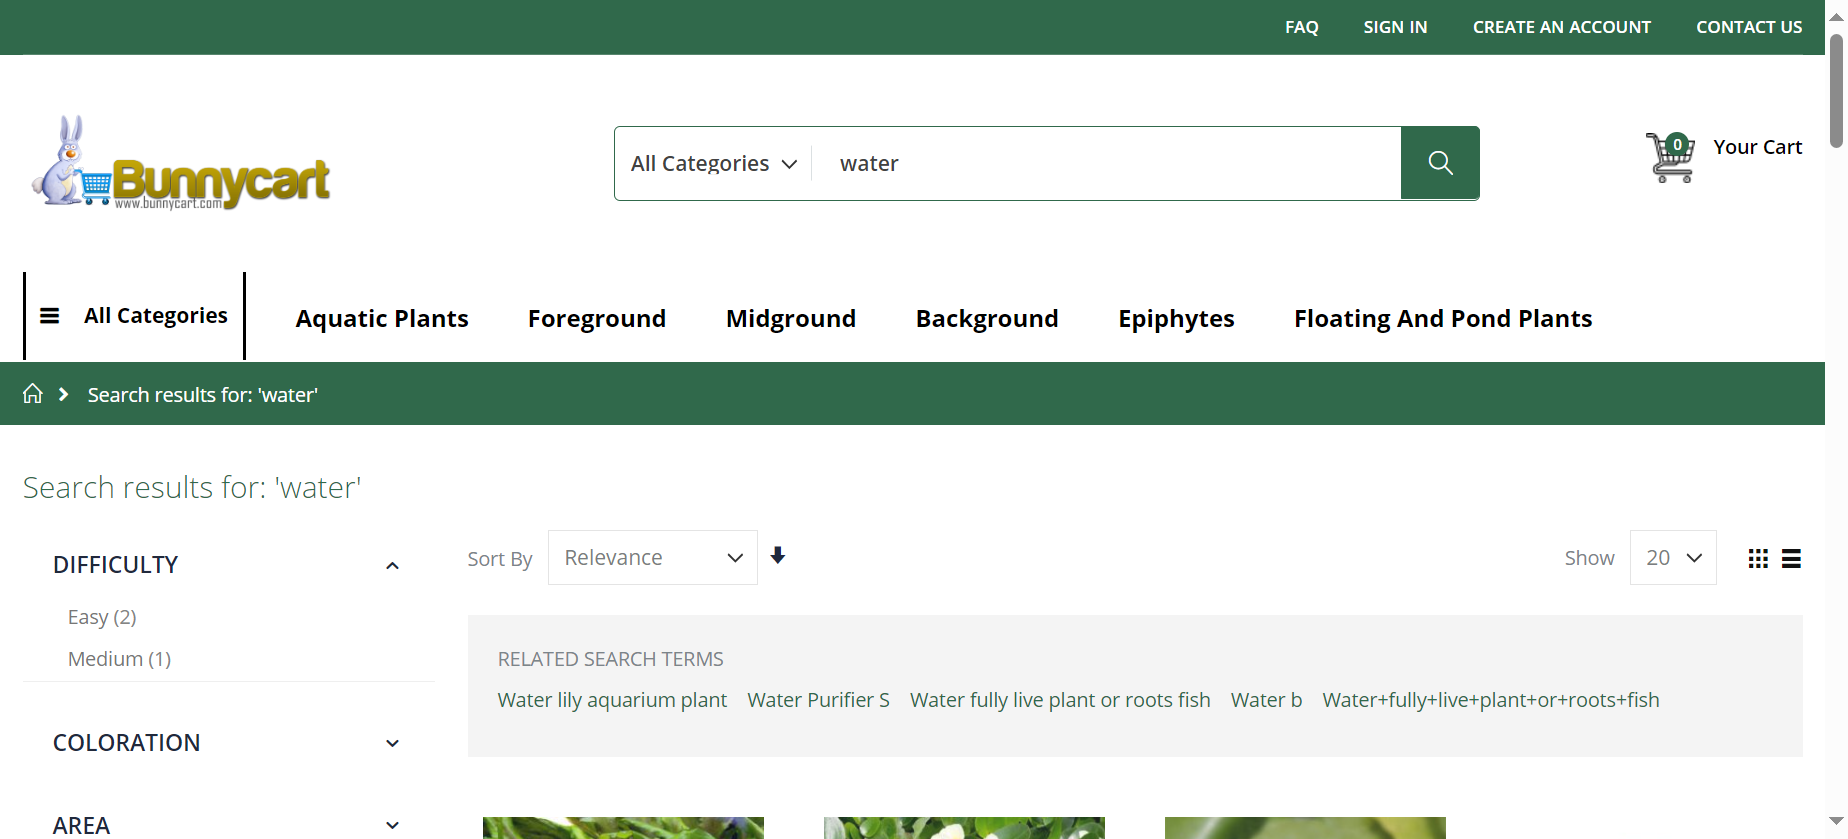 FAQ SIGN IN CREATE AN ACCOUNT CONTACT US
Bunnycart
www.bunnycart.com
All Categories water
0 Your Cart
All Categories Aquatic Plants Foreground Midground Background Epiphytes Floating And Pond Plants
Search results for: 'water'
Search results for: 'water'
DIFFICULTY
Easy (2)
Medium (1)
COLORATION
AREA
Sort By Relevance Show 20
RELATED SEARCH TERMS
Water lily aquarium plant Water Purifier S Water fully live plant or roots fish Water b Water+fully+live+plant+or+roots+fish